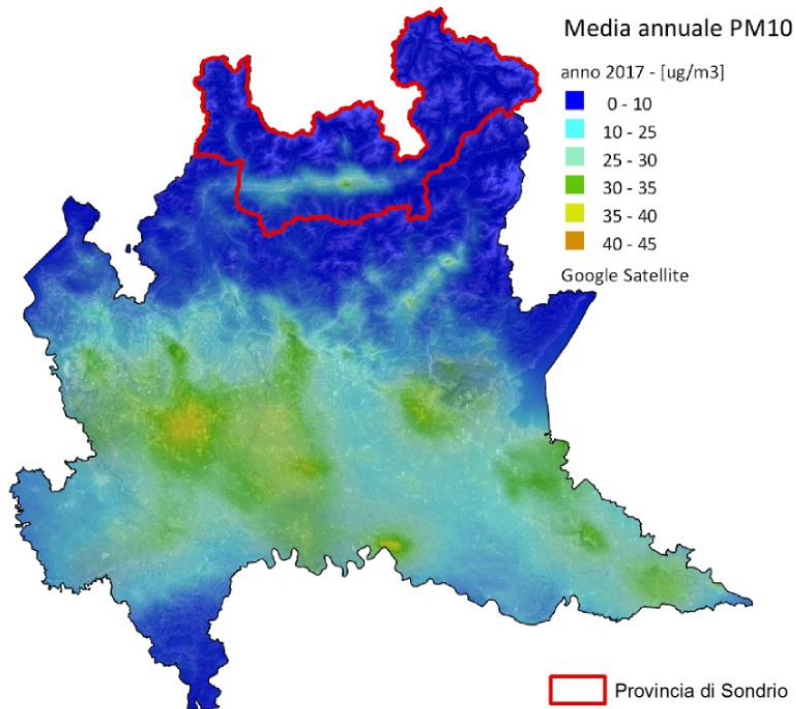 Media annuale PM10
anno 2017 - [ug/m3]
0 - 10
10 - 25
25 - 30
30 - 35
35 - 40
40 - 45
Google Satellite
Provincia di Sondrio